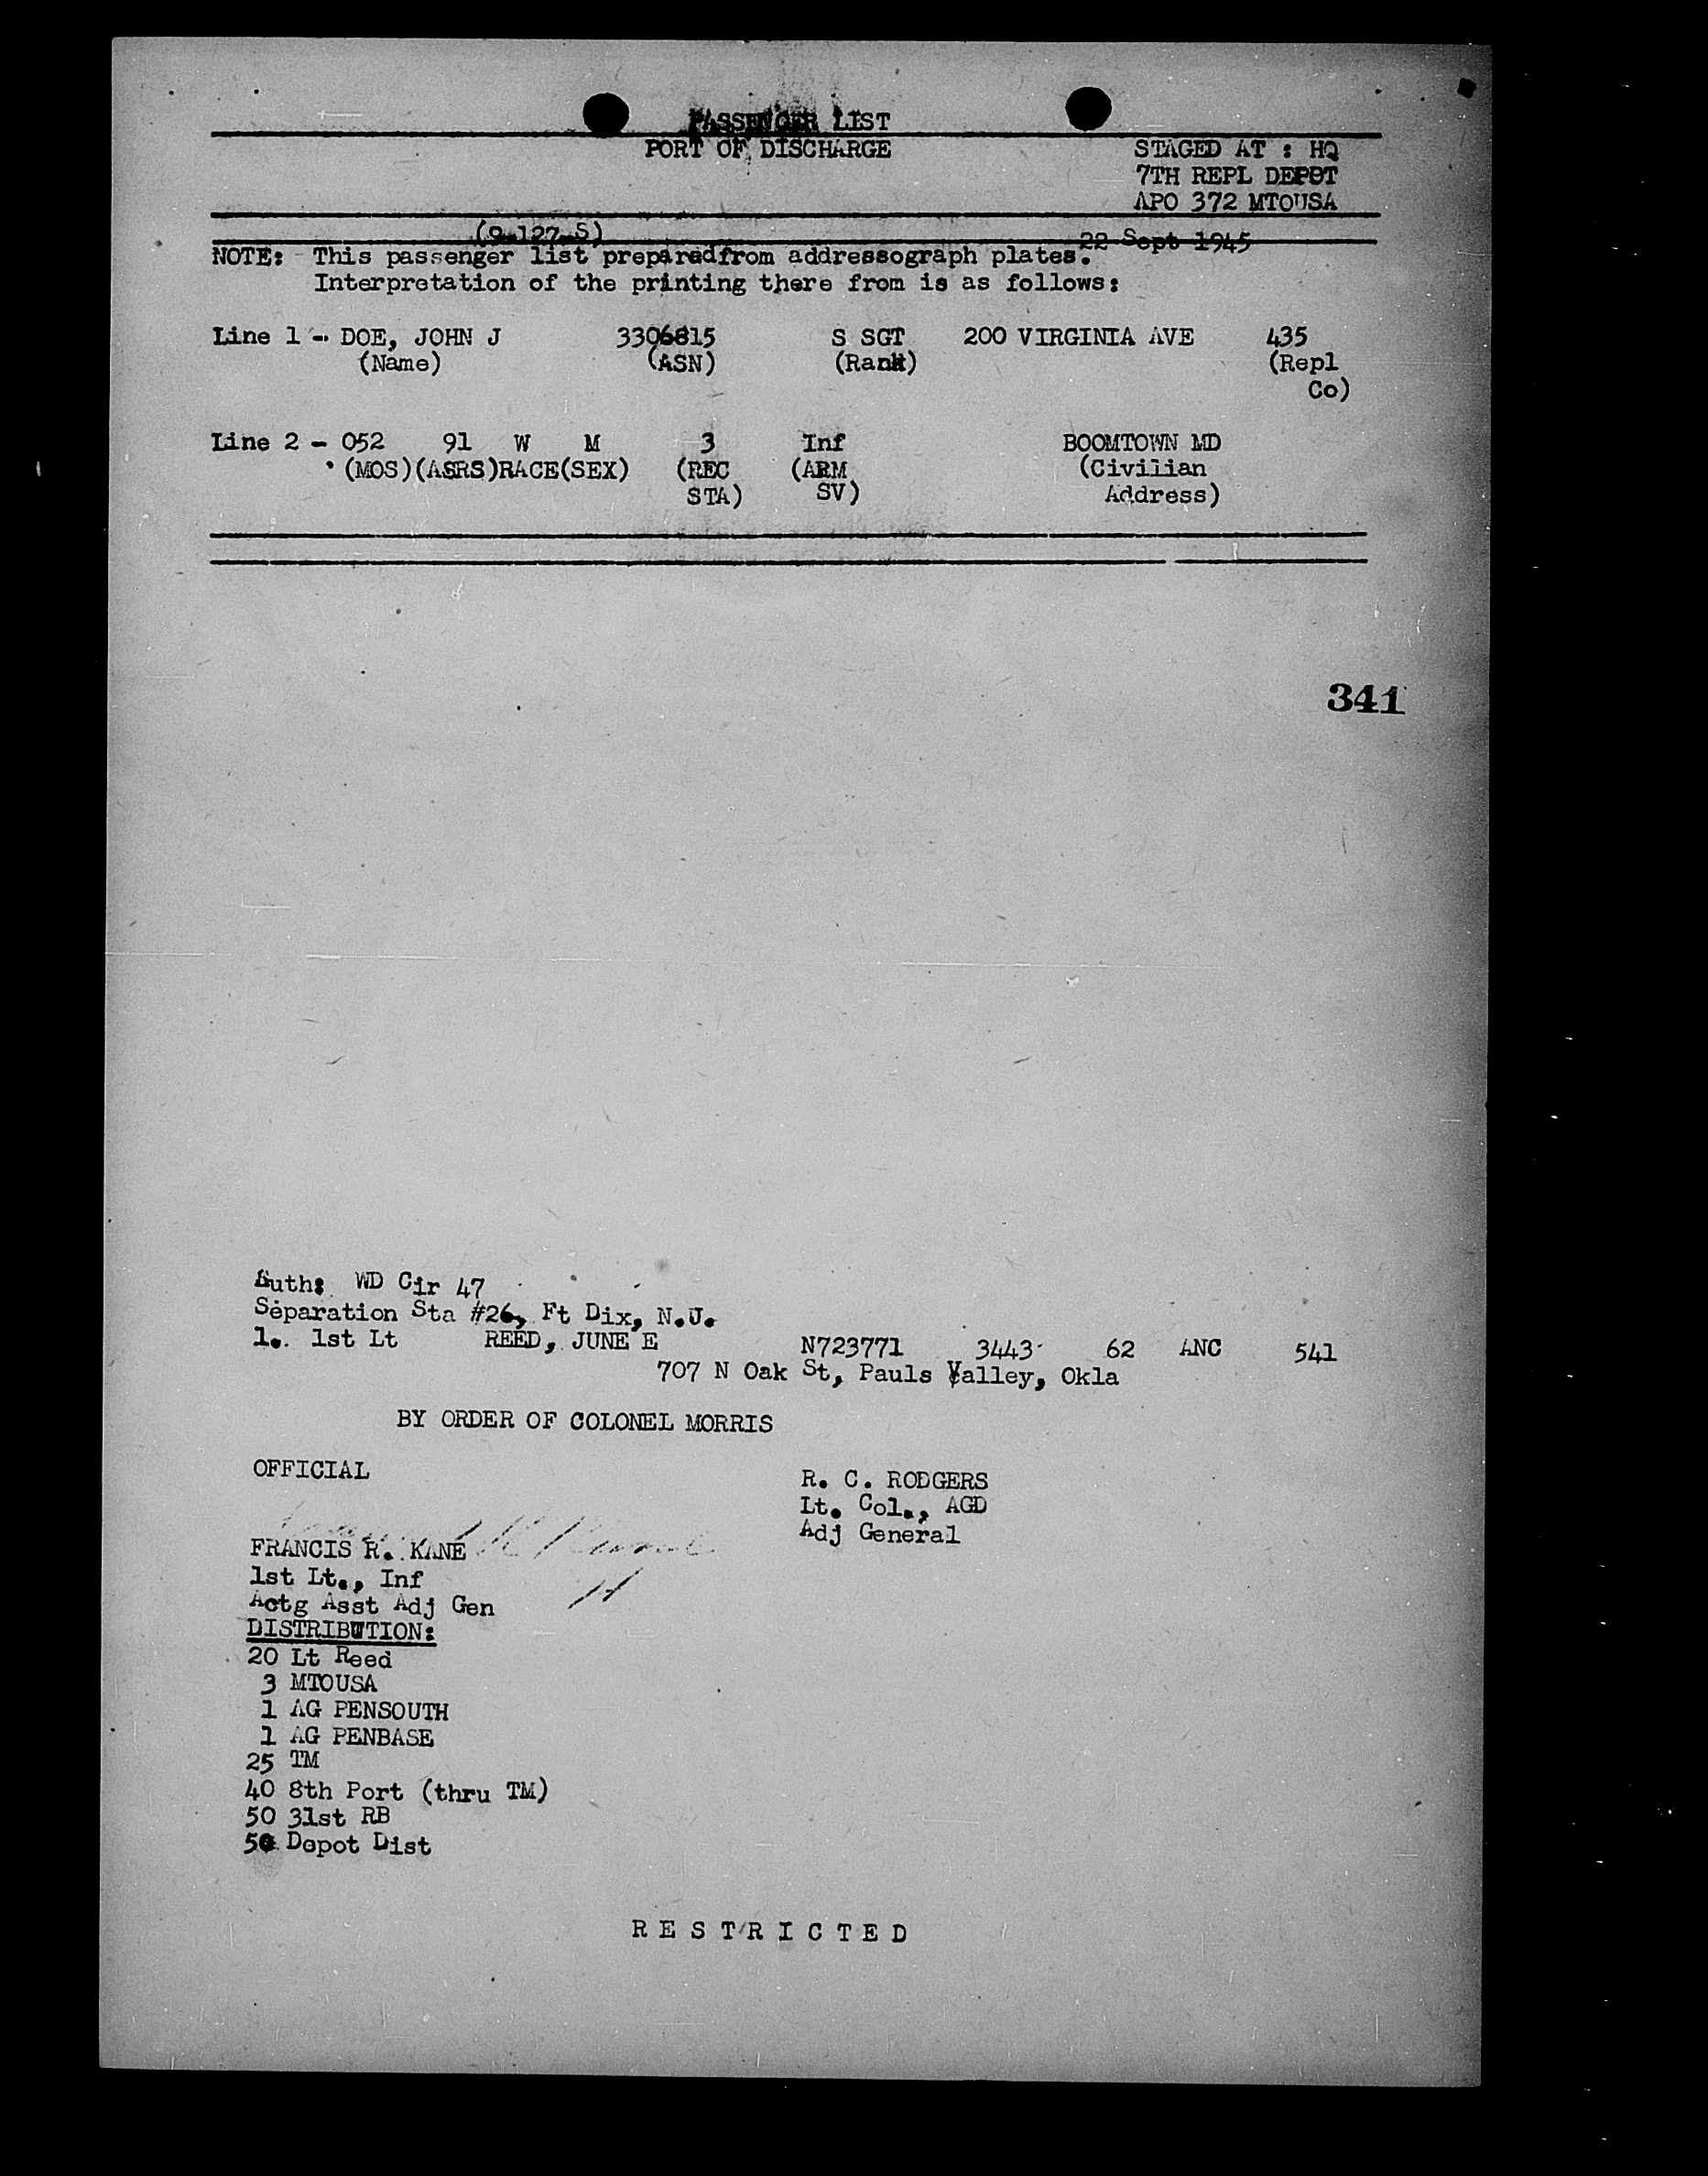 PASSENGER LIST
PORT OF DISCHARGE STAGED AT : HQ
7TH REPL DEPOT
APO 372 MTOUSA
(9-127-S) 22 Sept 1945
NOTE: This passenger list preparedfrom addressograph plates.
Interpretation of the printing there from is as follows:
Line 1 - DOE, JOHN J 3306815 S SGT 200 VIRGINIA AVE 435
(Name) (ASN) (Rank) (Repl
Co)
Line 2 - 052 91 W M 3 Inf BOOMTOWN MD
(MOS)(ASRS)RACE(SEX) (REC (ARM (Civilian
STA) SV) Address)
341
Auth: WD Cir 47
Separation Sta #26, Ft Dix, N.J.
1. 1st Lt REED, JUNE E N723771 3443 62 ANC 541
707 N Oak St, Pauls Valley, Okla
BY ORDER OF COLONEL MORRIS
OFFICIAL R. C. RODGERS
Lt. Col., AGD
Adj General
FRANCIS R. KANE
1st Lt., Inf
Actg Asst Adj Gen
DISTRIBUTION:
20 Lt Reed
3 MTOUSA
1 AG PENSOUTH
1 AG PENBASE
25 TM
40 8th Port (thru TM)
50 31st RB
50 Depot Dist
R E S T R I C T E D